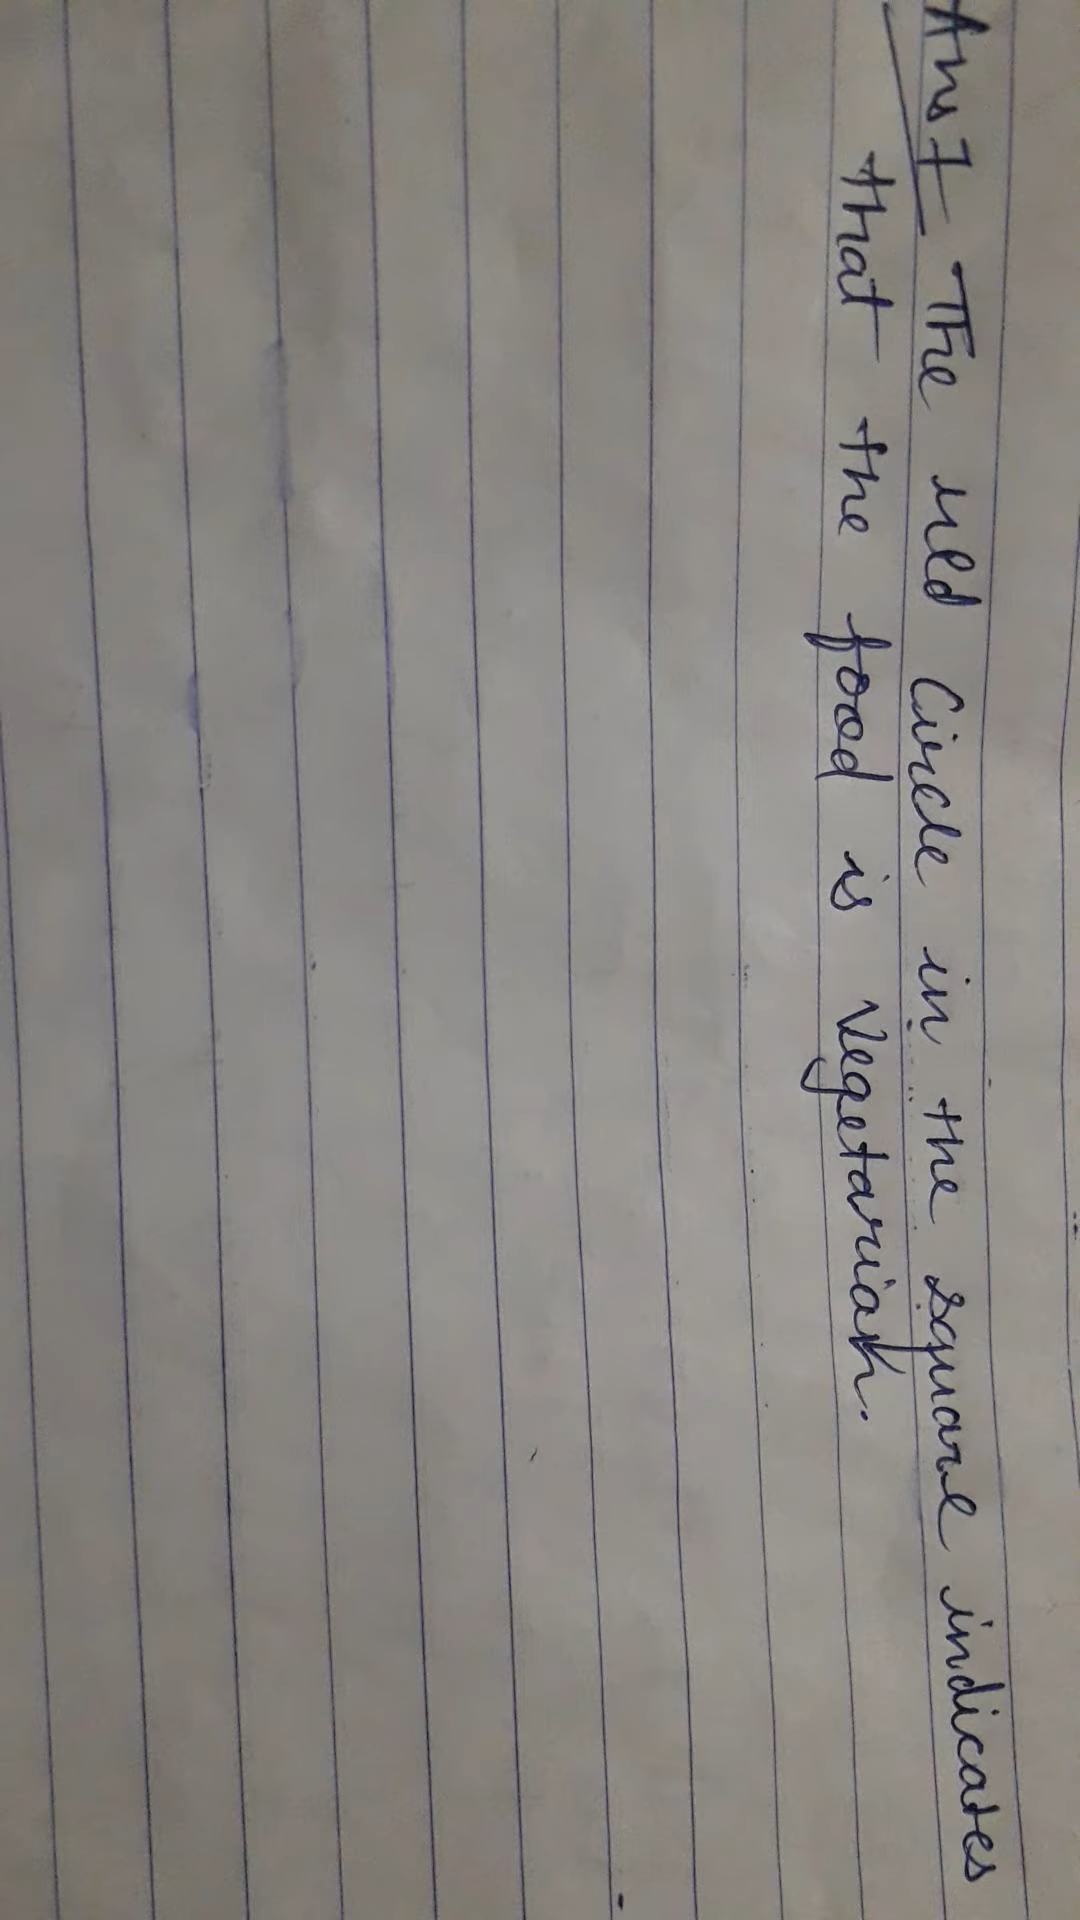 Ans 7 The red Circle in the square indicates
that the food is Vegetarian.